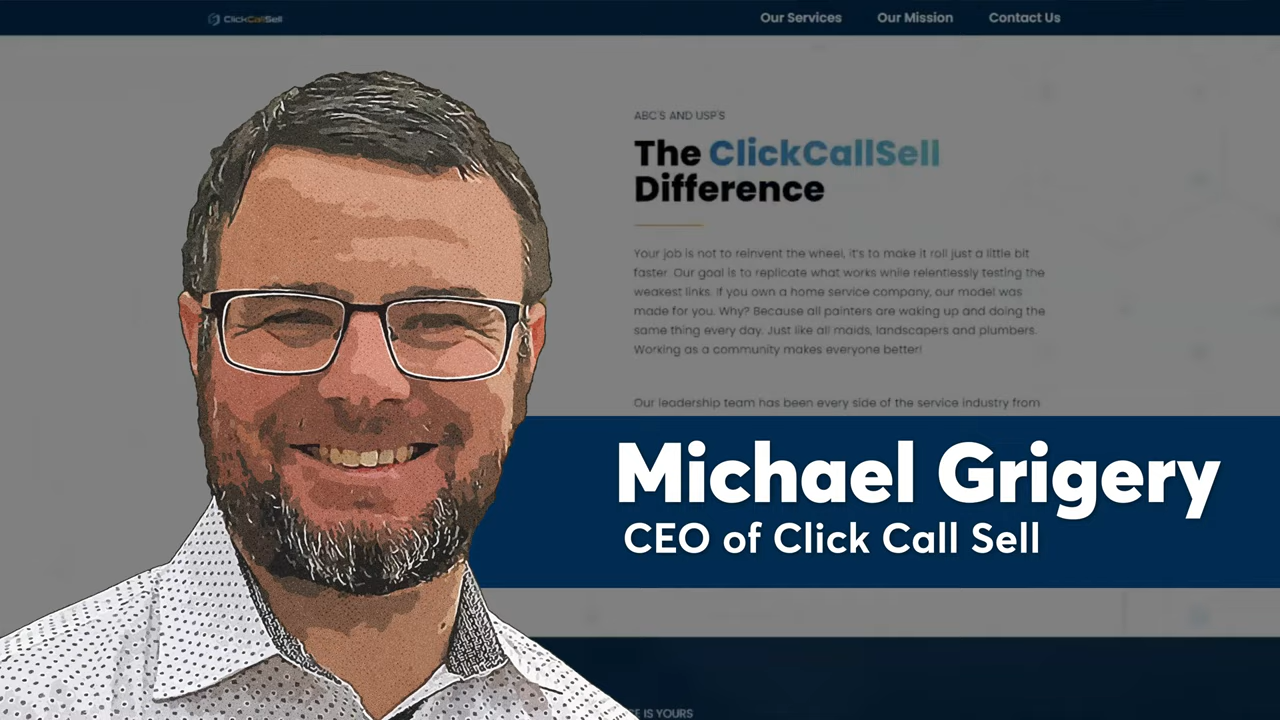 ClickCallSell
Our Services
Our Mission
Contact Us
ABC'S AND USP'S
The ClickCallSell
Difference
Your job is not to reinvent the wheel, it's to make it roll just a little bit
faster. Our goal is to replicate what works while relentlessly testing the
weakest links. If you own a home service company, our model was
made for you. Why? Because all painters are waking up and doing the
same thing every day. Just like all maids, landscapers and plumbers.
Working as a community makes everyone better!
Our leadership team has been every side of the service industry from
Michael Grigery
CEO of Click Call Sell
IS YOURS